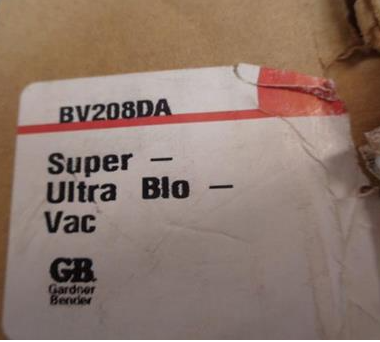 BV208DA
Super –
Ultra Blo –
Vac
GB
Gardner
Bender